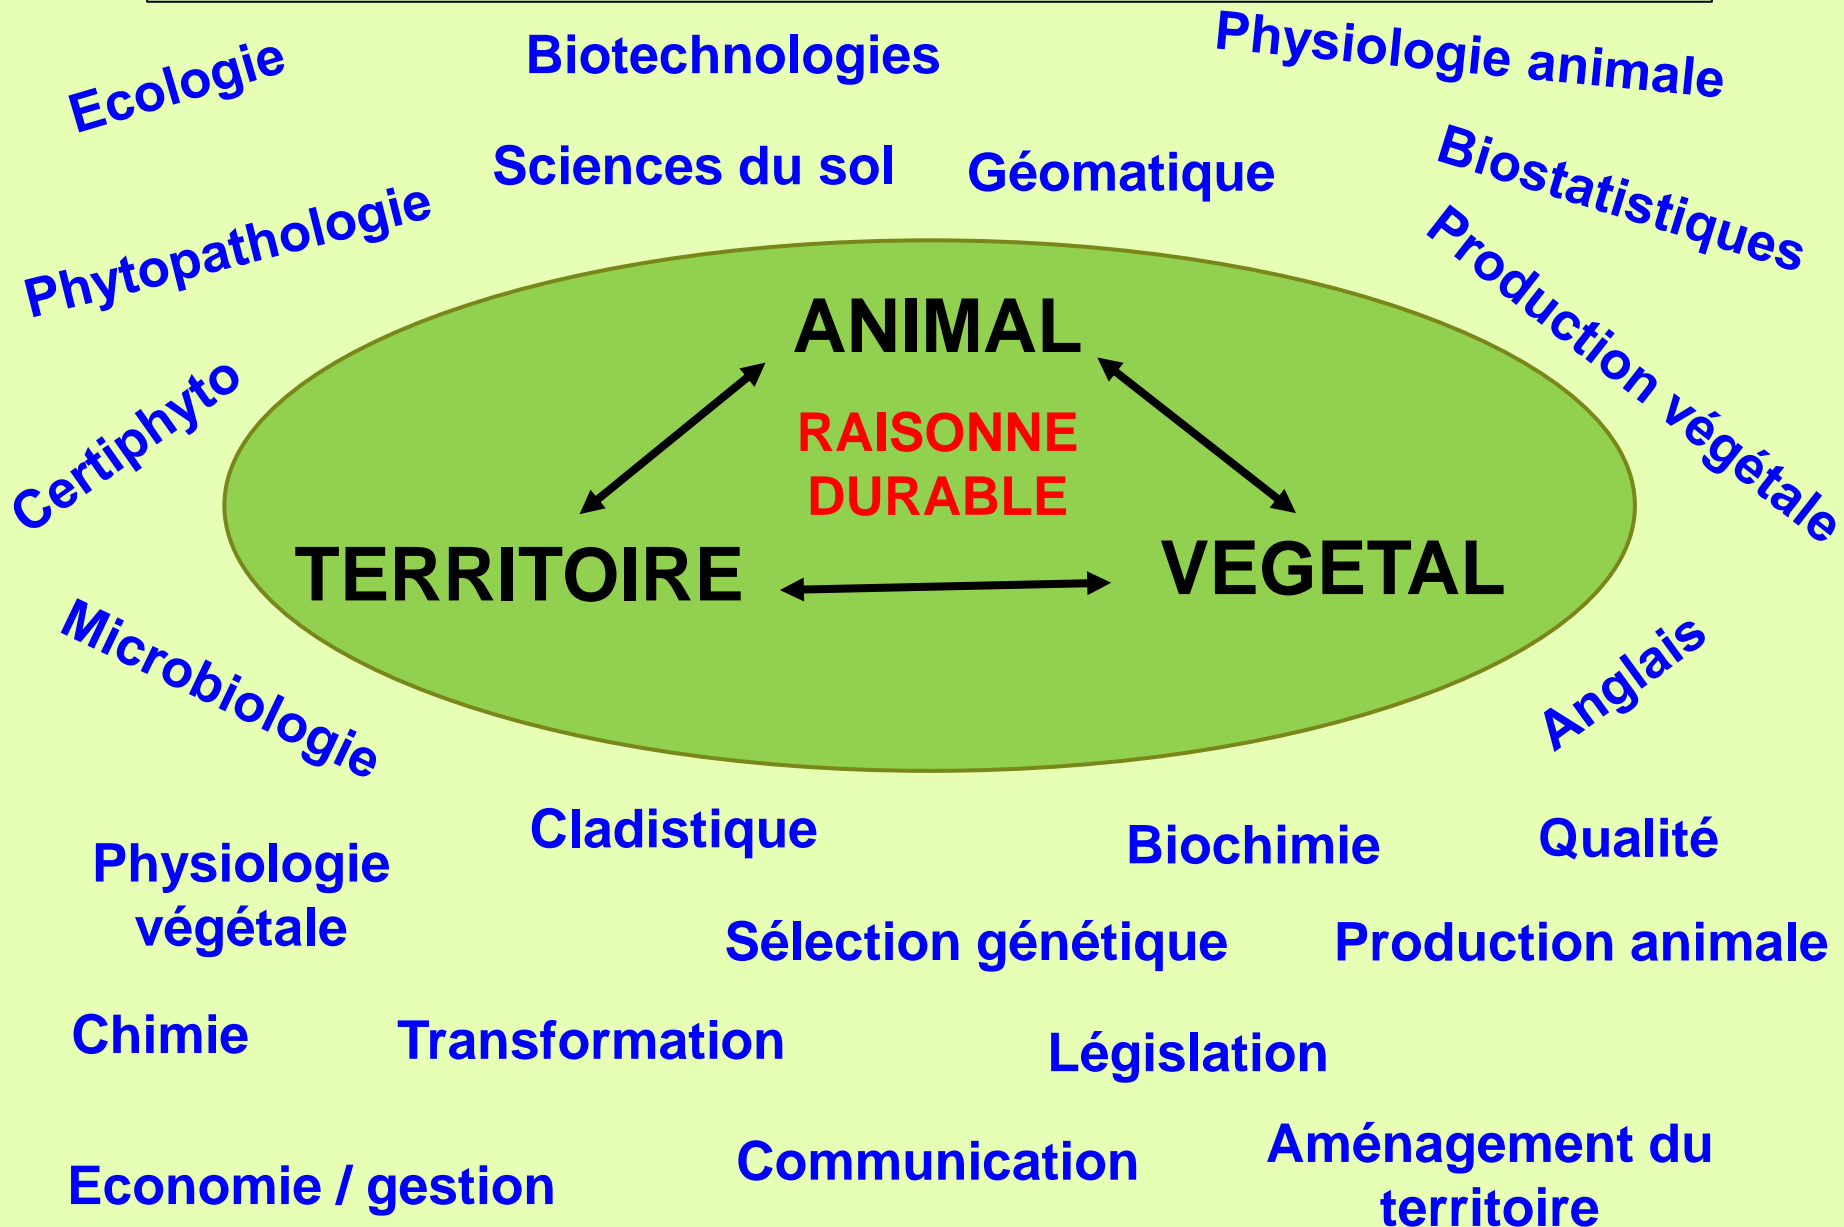 Ecologie
Biotechnologies
Physiologie animale
Sciences du sol
Géomatique
Biostatistiques
Phytopathologie
Production végétale
ANIMAL
Certiphyto
RAISONNE
DURABLE
TERRITOIRE
VEGETAL
Microbiologie
Anglais
Cladistique
Biochimie
Qualité
Physiologie
végétale
Sélection génétique
Production animale
Chimie
Transformation
Législation
Economie / gestion
Communication
Aménagement du
territoire